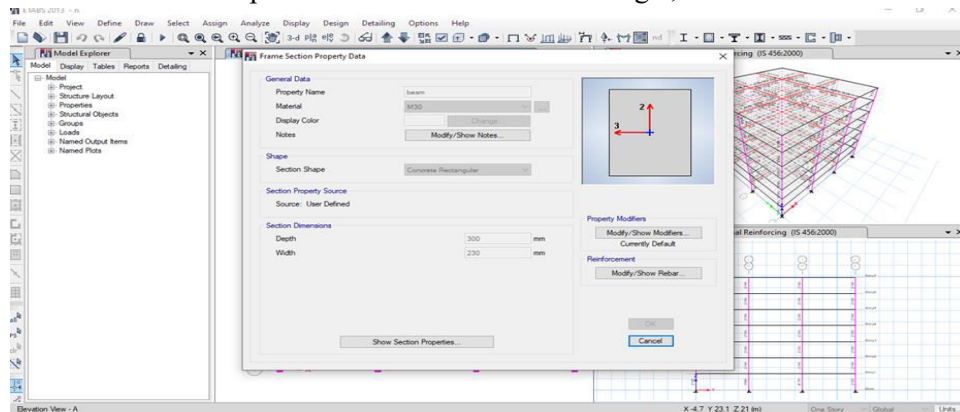 ETABS 2013 - n
File Edit View Define Draw Select Assign Analyze Display Design Detailing Options Help
Model Explorer
Model Display Tables Reports Detailing
Model
Project
Structure Layout
Properties
Structural Objects
Groups
Loads
Named Output Items
Named Plots
Frame Section Property Data
General Data
Property Name beam
Material M30 ...
Display Color Change...
Notes Modify/Show Notes...
2
3
Shape
Section Shape Concrete Rectangular
Section Property Source
Source: User Defined
Section Dimensions
Depth 300 mm
Width 230 mm
Property Modifiers
Modify/Show Modifiers...
Currently Default
Reinforcement
Modify/Show Rebar...
Show Section Properties...
OK
Cancel
rcing (IS 456:2000)
al Reinforcing (IS 456:2000)
Elevation View - A
X -4.7 Y 23.1 Z 21 (m)
One Story
Global
Units